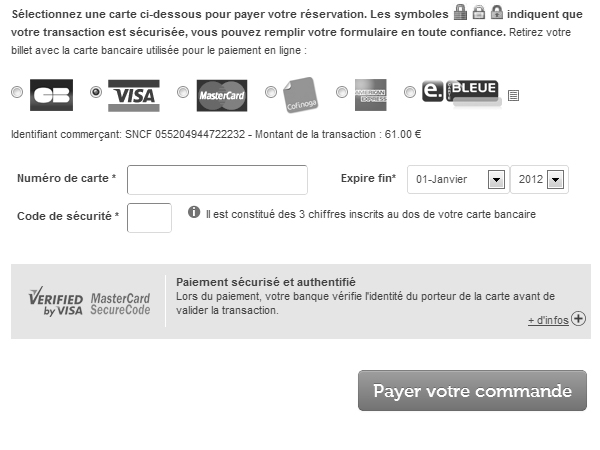 Sélectionnez une carte ci-dessous pour payer votre réservation. Les symboles indiquent que
votre transaction est sécurisée, vous pouvez remplir votre formulaire en toute confiance. Retirez votre
billet avec la carte bancaire utilisée pour le paiement en ligne :
CB VISA MasterCard cofinoga AMERICAN EXPRESS e. CARTE BLEUE
Identifiant commerçant: SNCF 055204944722232 - Montant de la transaction : 61.00 €
Numéro de carte * Expire fin* 01-Janvier 2012
Code de sécurité * Il est constitué des 3 chiffres inscrits au dos de votre carte bancaire
Paiement sécurisé et authentifié
VERIFIED by VISA MasterCard SecureCode
Lors du paiement, votre banque vérifie l'identité du porteur de la carte avant de
valider la transaction.
+ d'infos
Payer votre commande